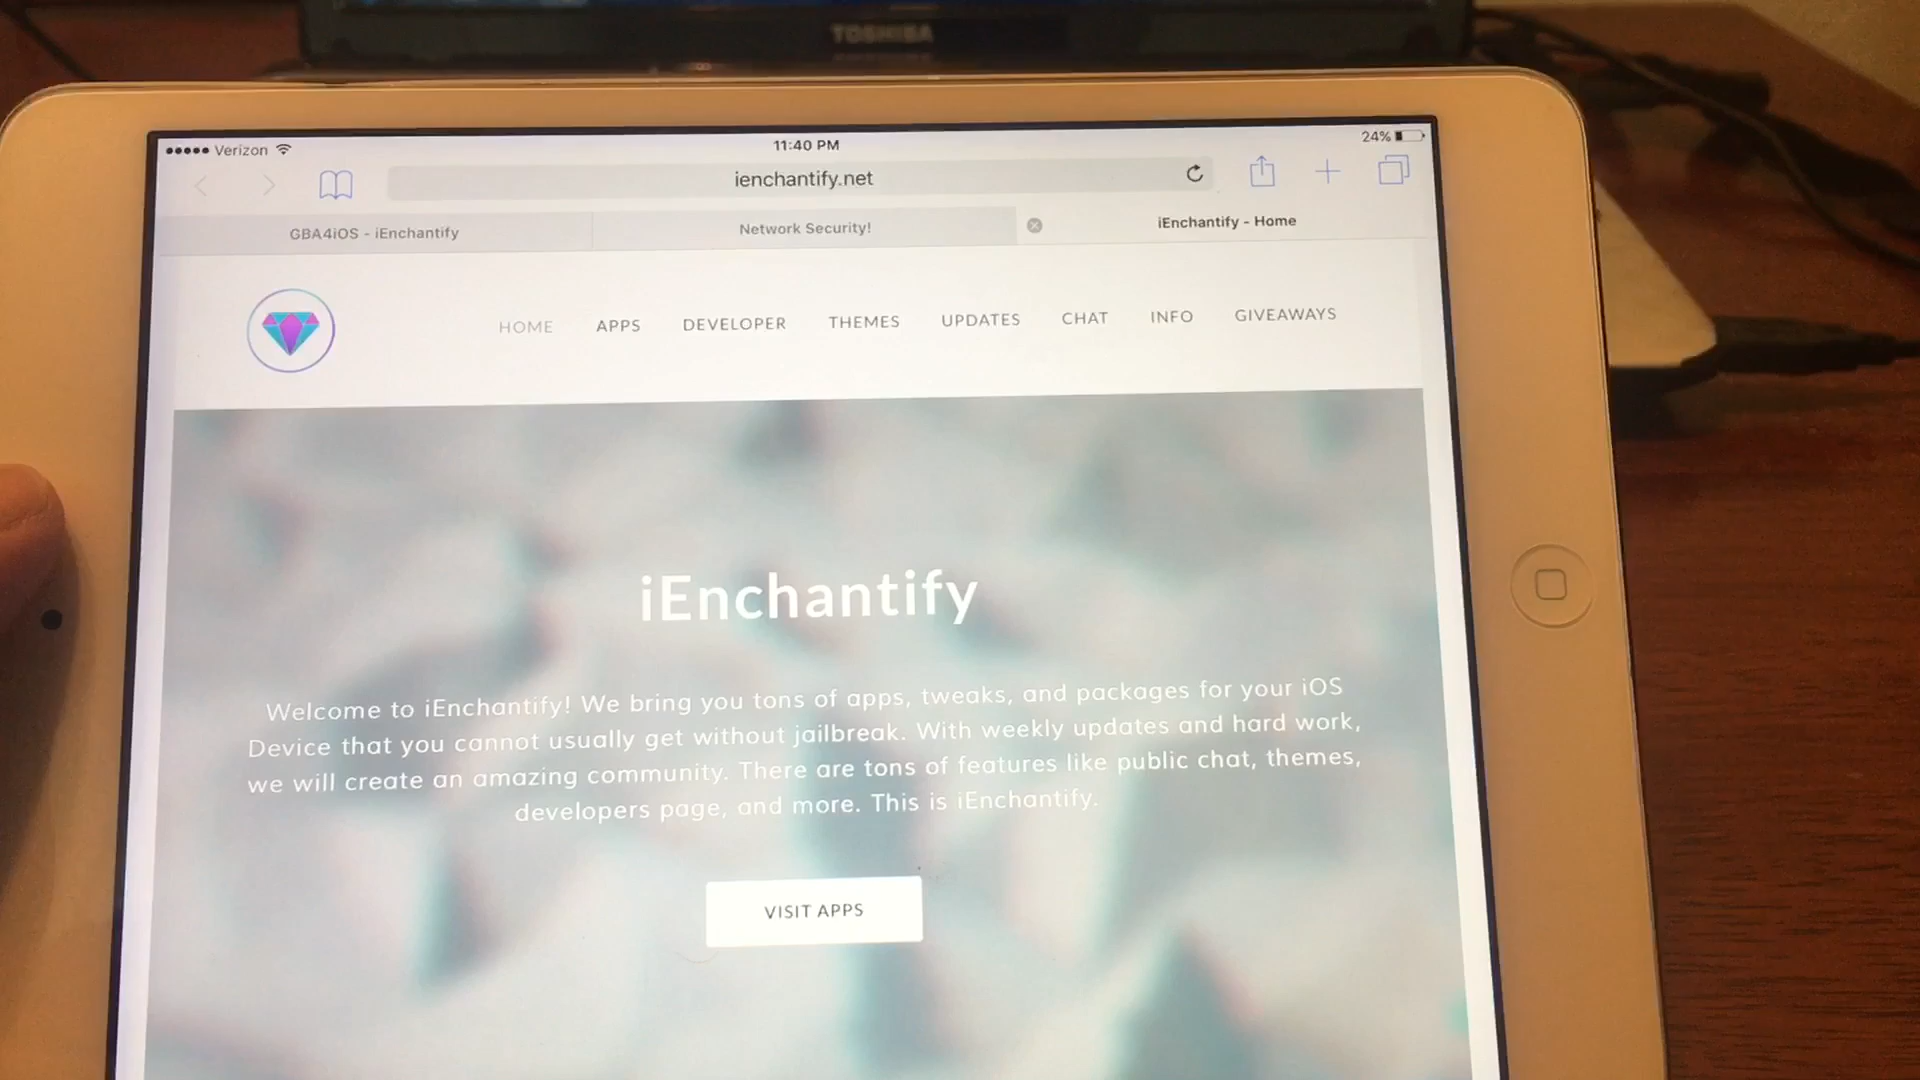 TOSHIBA
Verizon 11:40 PM 24%
ienchantify.net
GBA4iOS - iEnchantify Network Security! iEnchantify - Home
HOME APPS DEVELOPER THEMES UPDATES CHAT INFO GIVEAWAYS
iEnchantify
Welcome to iEnchantify! We bring you tons of apps, tweaks, and packages for your iOS
Device that you cannot usually get without jailbreak. With weekly updates and hard work,
we will create an amazing community. There are tons of features like public chat, themes,
developers page, and more. This is iEnchantify.
VISIT APPS